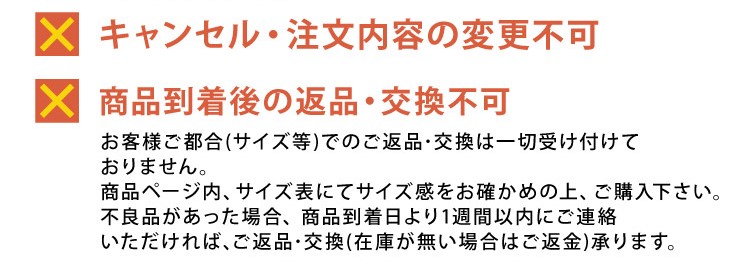 キャンセル・注文内容の変更不可
商品到着後の返品・交換不可
お客様ご都合(サイズ等)でのご返品・交換は一切受け付けて
おりません。
商品ページ内、サイズ表にてサイズ感をお確かめの上、ご購入下さい。
不良品があった場合、商品到着日より1週間以内にご連絡
いただければ、ご返品・交換(在庫が無い場合はご返金)承ります。